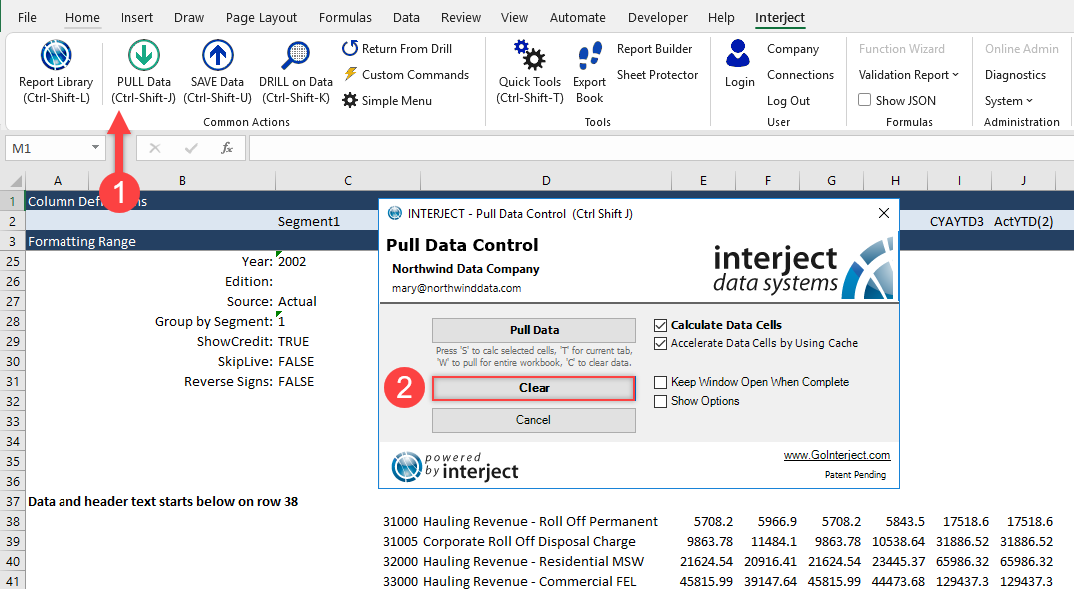 File Home Insert Draw Page Layout Formulas Data Review View Automate Developer Help Interject
Report Library (Ctrl-Shift-L)
PULL Data (Ctrl-Shift-J)
SAVE Data (Ctrl-Shift-U)
DRILL on Data (Ctrl-Shift-K)
Return From Drill
Custom Commands
Simple Menu
Common Actions
Quick Tools (Ctrl-Shift-T)
Export Book
Report Builder
Sheet Protector
Tools
Login
Company
Connections
Log Out
User
Function Wizard
Validation Report
Show JSON
Formulas
Online Admin
Diagnostics
System
Administration
M1 fx
A B C D E F G H I J
1 Column Def ns
1
2 Segment1 CYAYTD3 ActYTD(2)
3 Formatting Range
25 Year: 2002
26 Edition:
27 Source: Actual
28 Group by Segment: 1
29 ShowCredit: TRUE
30 SkipLive: FALSE
31 Reverse Signs: FALSE
32
33
34
35
36
INTERJECT - Pull Data Control (Ctrl Shift J)
Pull Data Control
Northwind Data Company
mary@northwinddata.com
interject
data systems
Pull Data
Press 'S' to calc selected cells, 'T' for current tab,
'W' to pull for entire workbook, 'C' to clear data.
2
Clear
Cancel
Calculate Data Cells
Accelerate Data Cells by Using Cache
Keep Window Open When Complete
Show Options
powered
by interject
www.GoInterject.com
Patent Pending
37 Data and header text starts below on row 38
38 31000 Hauling Revenue - Roll Off Permanent 5708.2 5966.9 5708.2 5843.5 17518.6 17518.6
39 31005 Corporate Roll Off Disposal Charge 9863.78 11484.1 9863.78 10538.64 31886.52 31886.52
40 32000 Hauling Revenue - Residential MSW 21624.54 20916.41 21624.54 23445.37 65986.32 65986.32
41 33000 Hauling Revenue - Commercial FEL 45815.99 39147.64 45815.99 44473.68 129437.3 129437.3